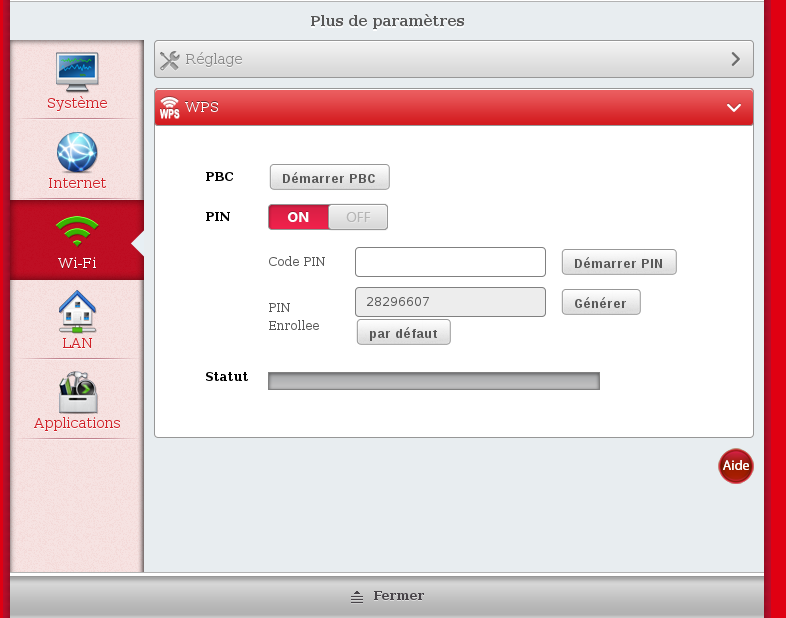 Plus de paramètres
Système
Internet
Wi-Fi
LAN
Applications
Réglage
WPS WPS
PBC Démarrer PBC
PIN ON OFF
Code PIN Démarrer PIN
PIN Enrollee 28296607 Générer
par défaut
Statut
Aide
Fermer